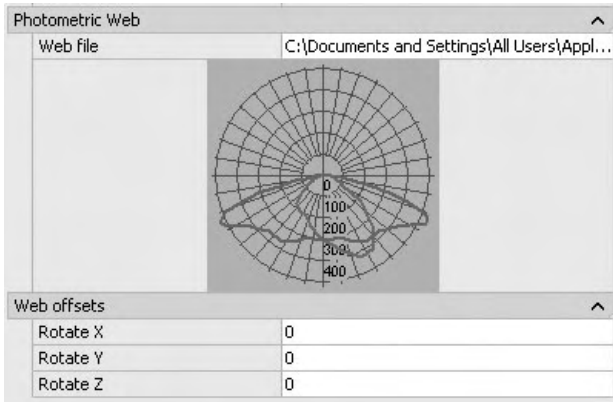 Photometric Web
Web file C:\Documents and Settings\All Users\Appl...
0
100
200
300
400
Web offsets
Rotate X 0
Rotate Y 0
Rotate Z 0